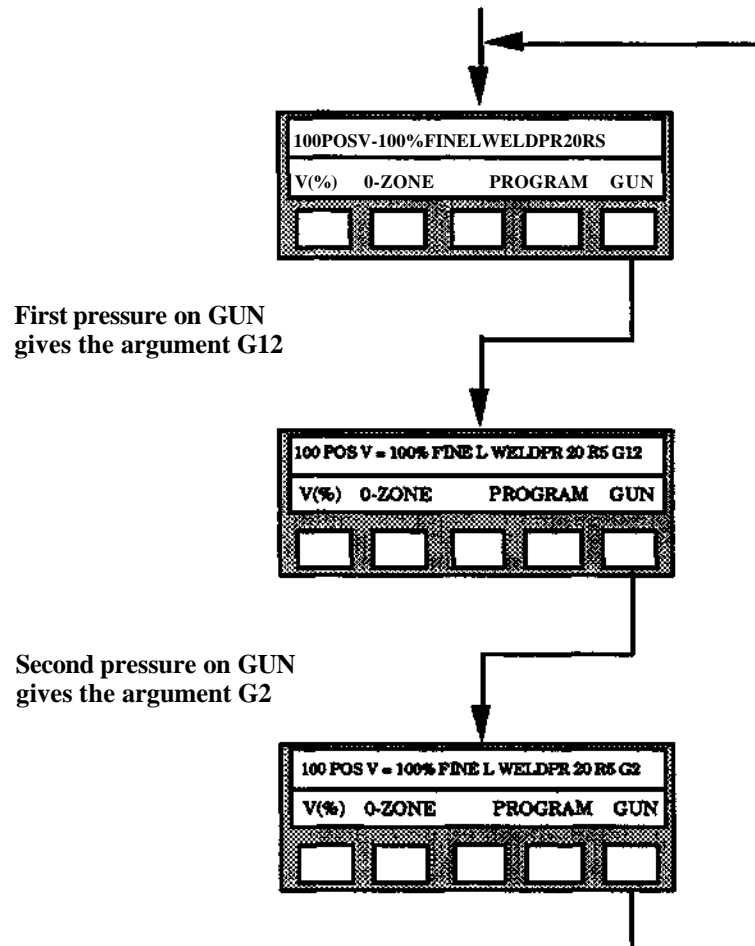 100POSV-100%FINELWELDPR20RS
V(%) 0-ZONE PROGRAM GUN
First pressure on GUN
gives the argument G12
100 POS V = 100% FINE L WELDPR 20 R5 G12
V(%) 0-ZONE PROGRAM GUN
Second pressure on GUN
gives the argument G2
100 POS V = 100% FINE L WELDPR 20 R5 G2
V(%) 0-ZONE PROGRAM GUN